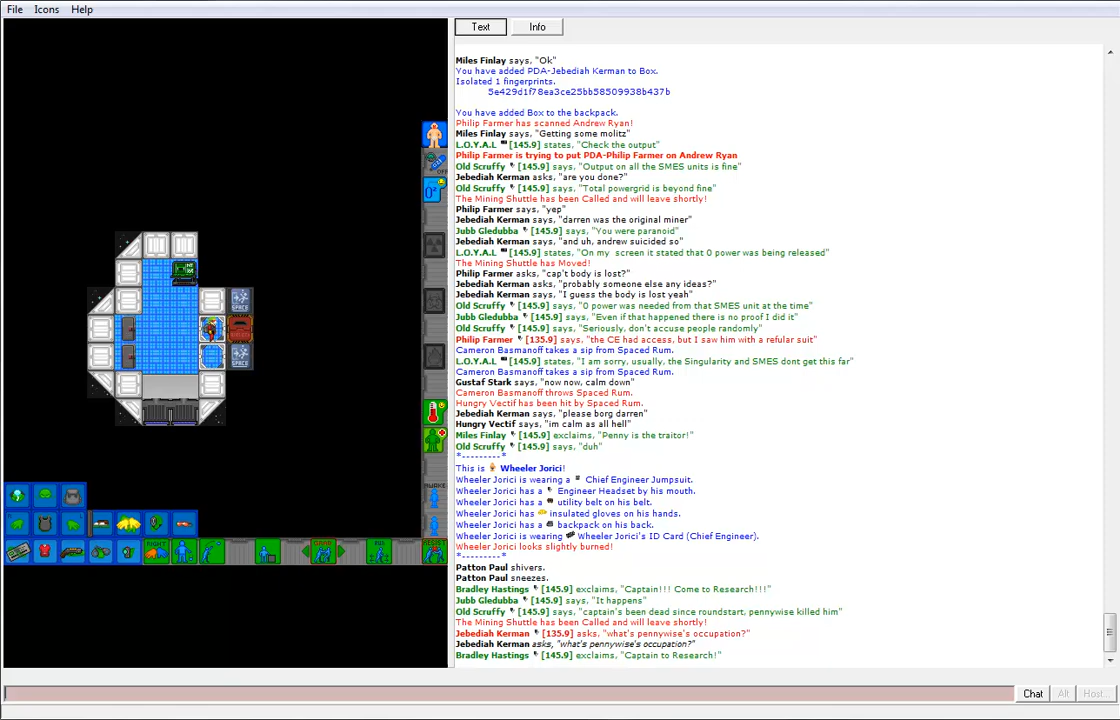 File Icons Help
Text Info
Miles Finlay says, "Ok"
You have added PDA-Jebediah Kerman to Box.
Isolated 1 fingerprints.
5e429d1f78ea3ce25bb58509938b437b
You have added Box to the backpack.
Philip Farmer has scanned Andrew Ryan!
Miles Finlay says, "Getting some molitz"
L.O.Y.A.L [145.9] states, "Check the output"
Philip Farmer is trying to put PDA-Philip Farmer on Andrew Ryan
Old Scruffy [145.9] says, "Output on all the SMES units is fine"
Jebediah Kerman asks, "are you done?"
Old Scruffy [145.9] says, "Total powergrid is beyond fine"
The Mining Shuttle has been Called and will leave shortly!
Philip Farmer says, "yep"
Jebediah Kerman says, "darren was the original miner"
Jubb Gledubba [145.9] says, "You were paranoid"
Jebediah Kerman says, "and uh, andrew suicided so"
L.O.Y.A.L [145.9] says, "On my screen it stated that 0 power was being released"
The Mining Shuttle has Moved!
Philip Farmer asks, "cap't body is lost?"
Jebediah Kerman asks, "probably someone else any ideas?"
Jebediah Kerman says, "I guess the body is lost yeah"
Old Scruffy [145.9] says, "0 power was needed from that SMES unit at the time"
Jubb Gledubba [145.9] says, "Even if that happened there is no proof I did it"
Old Scruffy [145.9] says, "Seriously, don't accuse people randomly"
Philip Farmer [135.9] says, "the CE had access, but I saw him with a refular suit"
Cameron Basmanoff takes a sip from Spaced Rum.
L.O.Y.A.L [145.9] states, "I am sorry, usually, the Singularity and SMES dont get this far"
Cameron Basmanoff takes a sip from Spaced Rum.
Gustaf Stark says, "now now, calm down"
Cameron Basmanoff throws Spaced Rum.
Hungry Vectif has been hit by Spaced Rum.
Jebediah Kerman says, "please borg darren"
Hungry Vectif says, "im calm as all hell"
Miles Finlay [145.9] exclaims, "Penny is the traitor!"
Old Scruffy [145.9] says, "duh"
*---------*
This is Wheeler Jorici!
Wheeler Jorici is wearing a Chief Engineer Jumpsuit.
Wheeler Jorici has a Engineer Headset by his mouth.
Wheeler Jorici has a utility belt on his belt.
Wheeler Jorici has insulated gloves on his hands.
Wheeler Jorici has a backpack on his back.
Wheeler Jorici is wearing Wheeler Jorici's ID Card (Chief Engineer).
Wheeler Jorici looks slightly burned!
*---------*
Patton Paul shivers.
Patton Paul sneezes.
Bradley Hastings [145.9] exclaims, "Captain!!! Come to Research!!!"
Jubb Gledubba [145.9] says, "It happens"
Old Scruffy [145.9] says, "captain's been dead since roundstart, pennywise killed him"
The Mining Shuttle has been Called and will leave shortly!
Jebediah Kerman [135.9] asks, "what's pennywise's occupation?"
Jebediah Kerman asks, "what's pennywise's occupation?"
Bradley Hastings [145.9] exclaims, "Captain to Research!"
SPACE
SPACE
OFF
0²
AWAKE
RIGHT
GRAB
RUN
RESIST
Chat Alt Host...